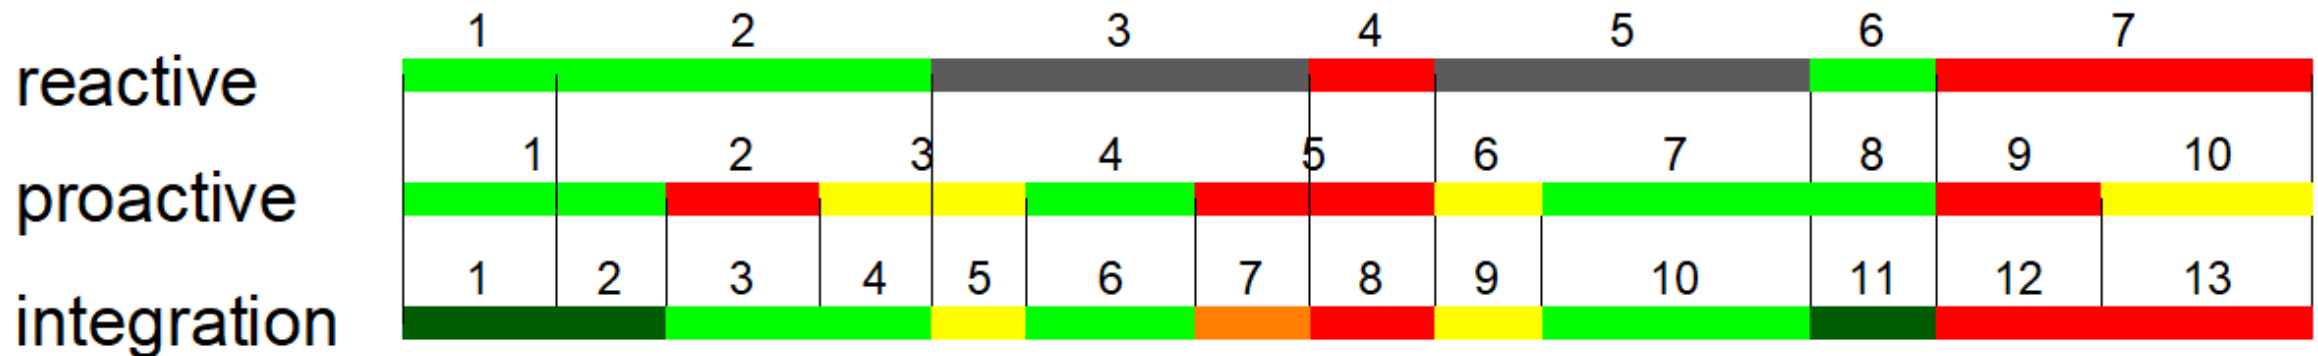 1 2 3 4 5 6 7
reactive
1 2 3 4 5 6 7 8 9 10
proactive
1 2 3 4 5 6 7 8 9 10 11 12 13
integration